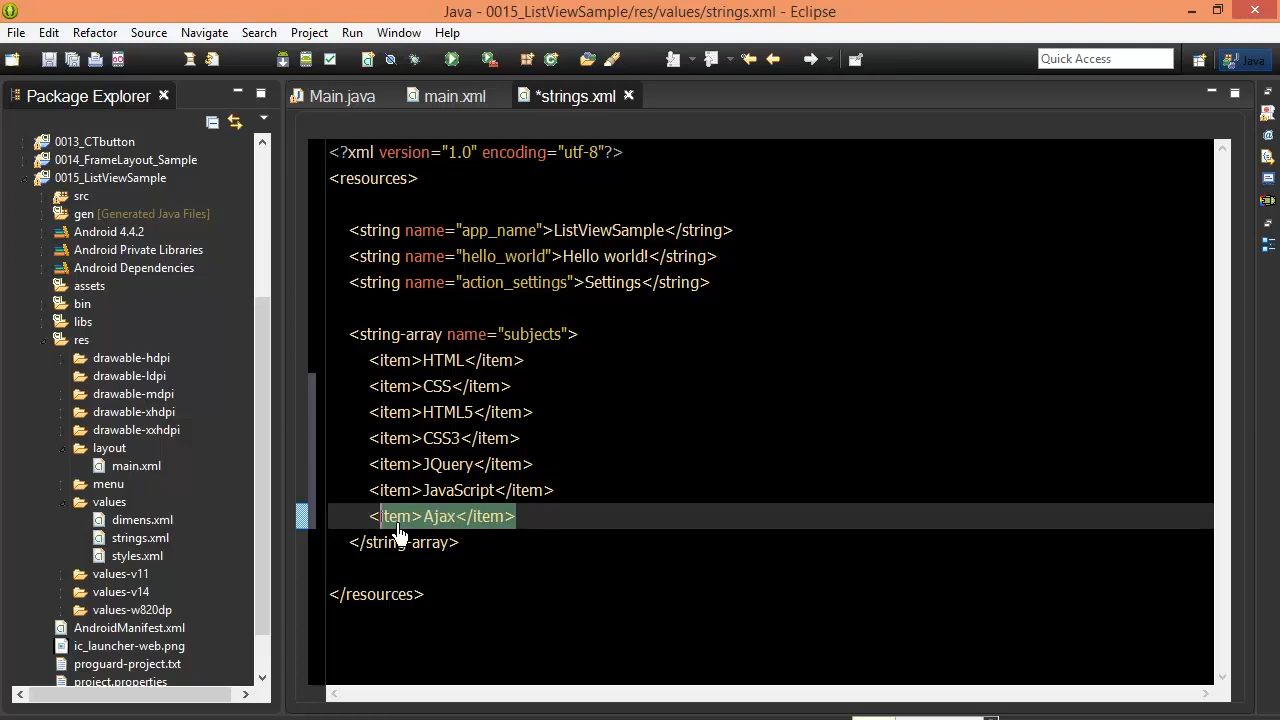 Java - 0015_ListViewSample/res/values/strings.xml - Eclipse
File Edit Refactor Source Navigate Search Project Run Window Help
Quick Access
Java
Package Explorer
Main.java main.xml *strings.xml
0013_CTbutton
0014_FrameLayout_Sample
0015_ListViewSample
src
gen [Generated Java Files]
Android 4.4.2
Android Private Libraries
Android Dependencies
assets
bin
libs
res
drawable-hdpi
drawable-ldpi
drawable-mdpi
drawable-xhdpi
drawable-xxhdpi
layout
main.xml
menu
values
dimens.xml
strings.xml
styles.xml
values-v11
values-v14
values-w820dp
AndroidManifest.xml
ic_launcher-web.png
proguard-project.txt
project.properties
<?xml version="1.0" encoding="utf-8"?>
<resources>
<string name="app_name">ListViewSample</string>
<string name="hello_world">Hello world!</string>
<string name="action_settings">Settings</string>
<string-array name="subjects">
<item>HTML</item>
<item>CSS</item>
<item>HTML5</item>
<item>CSS3</item>
<item>JQuery</item>
<item>JavaScript</item>
<item>Ajax</item>
</string-array>
</resources>